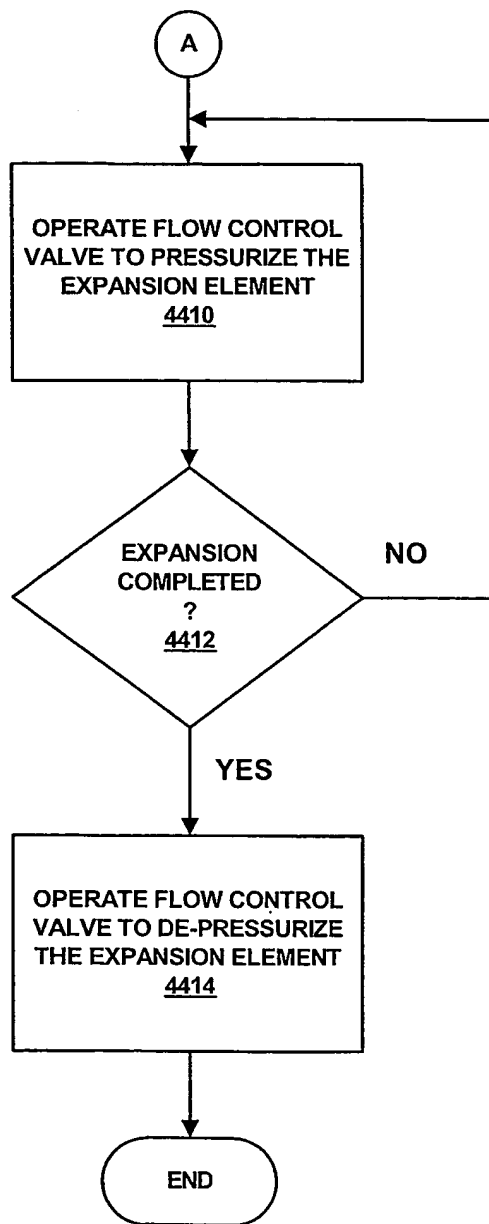 A
OPERATE FLOW CONTROL
VALVE TO PRESSURIZE THE
EXPANSION ELEMENT
4410
EXPANSION
COMPLETED
?
4412
NO
YES
OPERATE FLOW CONTROL
VALVE TO DE-PRESSURIZE
THE EXPANSION ELEMENT
4414
END